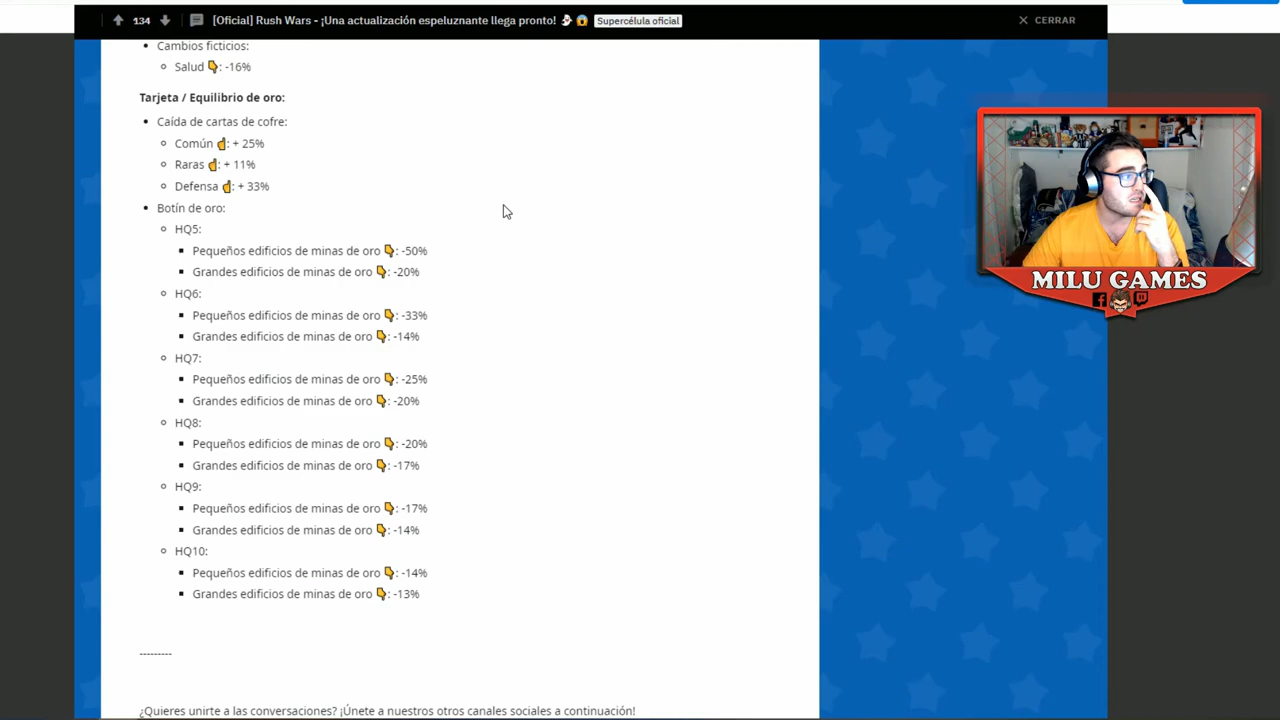 134 [Oficial] Rush Wars - ¡Una actualización espeluznante llega pronto! 👻😱 Supercélula oficial CERRAR
Cambios ficticios:
Salud 👇: -16%
Tarjeta / Equilibrio de oro:
Caída de cartas de cofre:
Común ☝: + 25%
Raras ☝: + 11%
Defensa ☝: + 33%
Botín de oro:
HQ5:
Pequeños edificios de minas de oro 👇: -50%
Grandes edificios de minas de oro 👇: -20%
HQ6:
Pequeños edificios de minas de oro 👇: -33%
Grandes edificios de minas de oro 👇: -14%
HQ7:
Pequeños edificios de minas de oro 👇: -25%
Grandes edificios de minas de oro 👇: -20%
HQ8:
Pequeños edificios de minas de oro 👇: -20%
Grandes edificios de minas de oro 👇: -17%
HQ9:
Pequeños edificios de minas de oro 👇: -17%
Grandes edificios de minas de oro 👇: -14%
HQ10:
Pequeños edificios de minas de oro 👇: -14%
Grandes edificios de minas de oro 👇: -13%
---------
¿Quieres unirte a las conversaciones? ¡Únete a nuestros otros canales sociales a continuación!
MILU GAMES